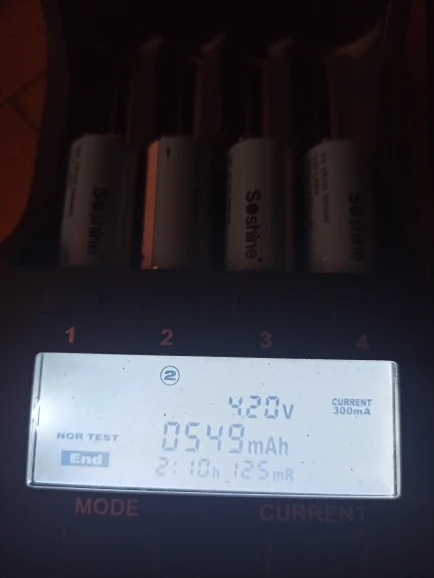 Soshine
Soshine
Soshine
1 2 3 4
2
4.20V
CURRENT
300mA
NOR TEST
0549mAh
End
2:10h 125mR
MODE
CURRENT